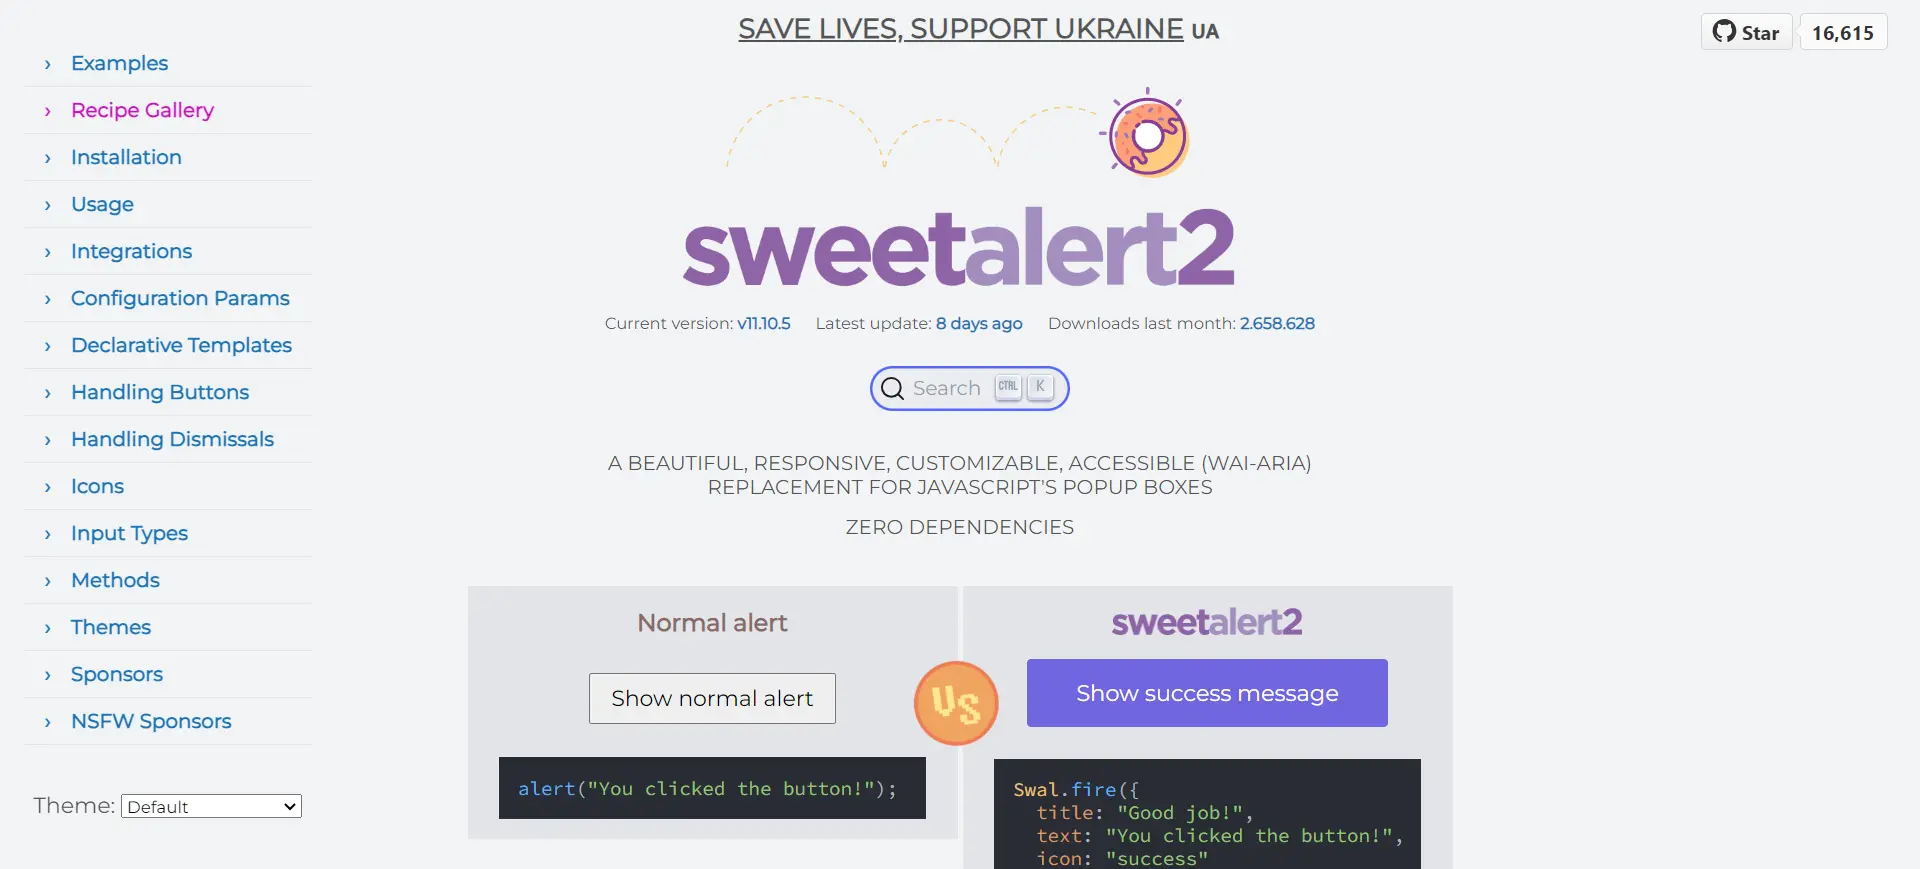 SAVE LIVES, SUPPORT UKRAINE UA
Star
16,615
› Examples
› Recipe Gallery
› Installation
› Usage
› Integrations
› Configuration Params
› Declarative Templates
› Handling Buttons
› Handling Dismissals
› Icons
› Input Types
› Methods
› Themes
› Sponsors
› NSFW Sponsors
Theme: Default
sweetalert2
Current version: v11.10.5 Latest update: 8 days ago Downloads last month: 2.658.628
Search CTRL K
A BEAUTIFUL, RESPONSIVE, CUSTOMIZABLE, ACCESSIBLE (WAI-ARIA)
REPLACEMENT FOR JAVASCRIPT'S POPUP BOXES
ZERO DEPENDENCIES
Normal alert
Show normal alert
alert("You clicked the button!");
VS
sweetalert2
Show success message
Swal.fire({
title: "Good job!",
text: "You clicked the button!",
icon: "success"